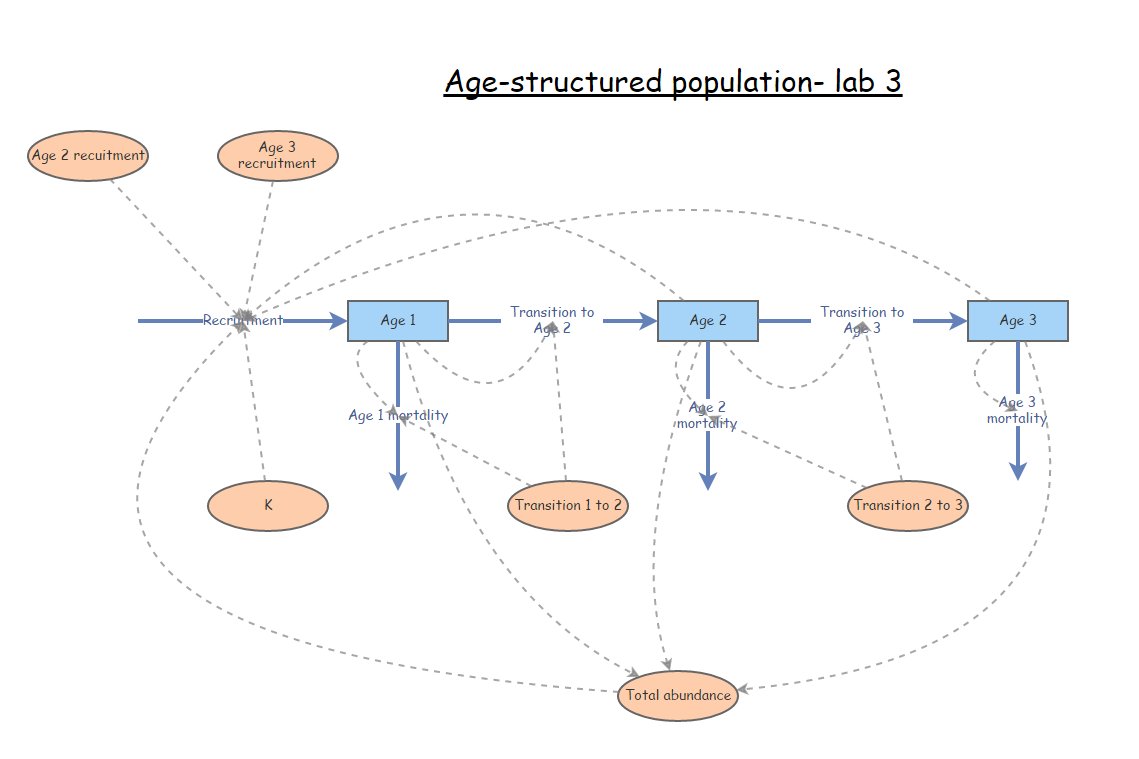 Age-structured population- lab 3
Age 2 recuitment
Age 3
recruitment
Recruitment
Age 1
Transition to
Age 2
Age 2
Transition to
Age 3
Age 3
Age 1 mortality
Age 2
mortality
Age 3
mortality
K
Transition 1 to 2
Transition 2 to 3
Total abundance